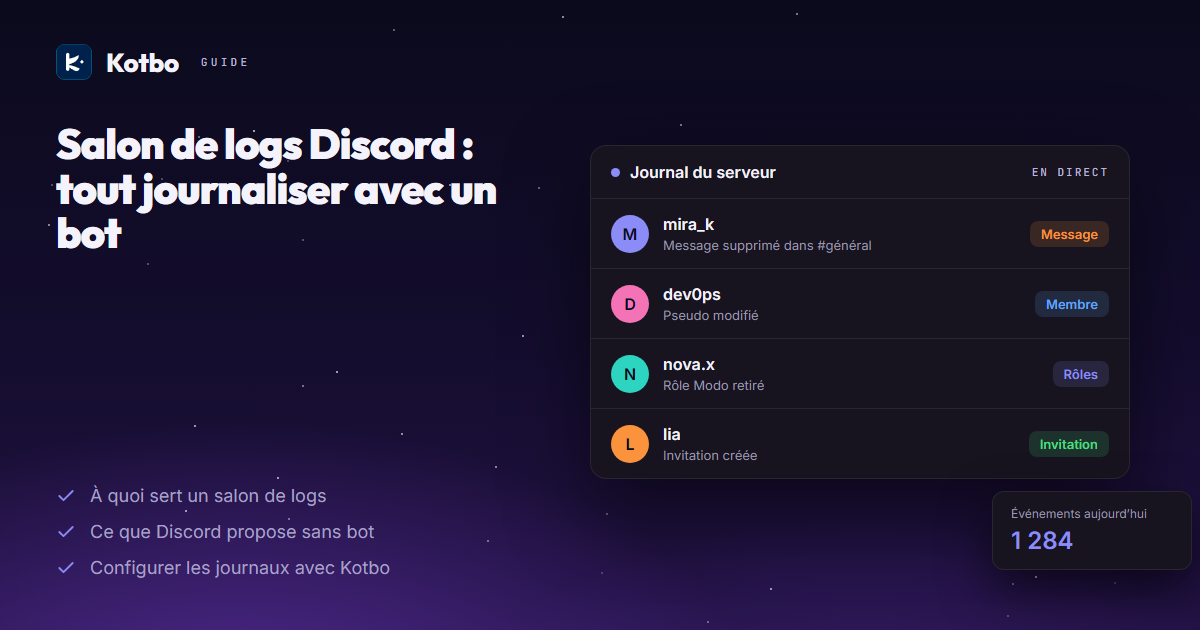 Kotbo GUIDE
Salon de logs Discord :
tout journaliser avec un
bot
À quoi sert un salon de logs
Ce que Discord propose sans bot
Configurer les journaux avec Kotbo
Journal du serveur EN DIRECT
M mira_k
Message supprimé dans #général Message
D dev0ps
Pseudo modifié Membre
N nova.x
Rôle Modo retiré Rôles
L lia
Invitation créée Invitation
Événements aujourd'hui
1 284